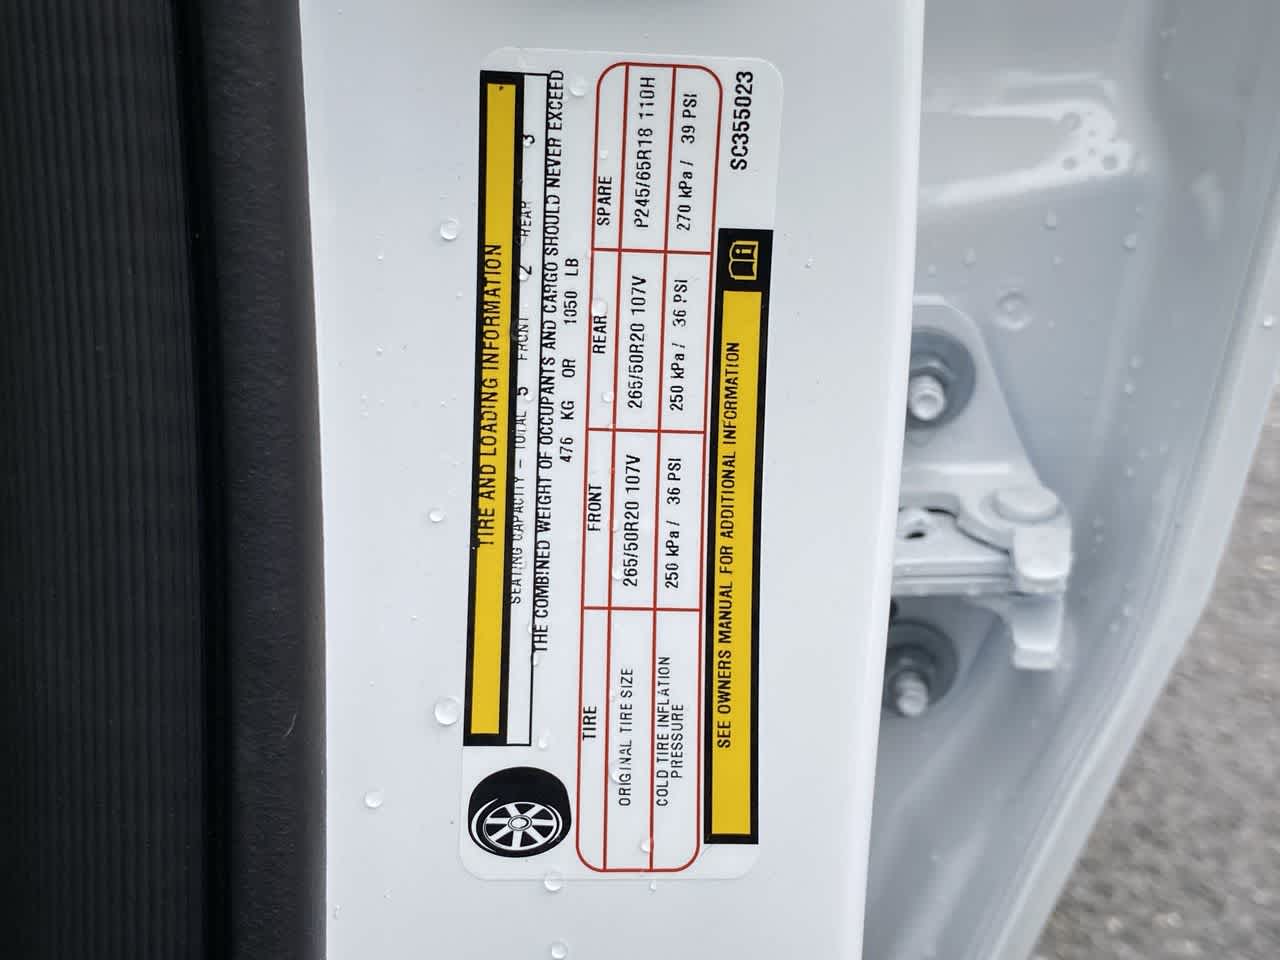 TIRE AND LOADING INFORMATION
SEATING CAPACITY – TOTAL 5 FRONT 2 REAR 3
THE COMBINED WEIGHT OF OCCUPANTS AND CARGO SHOULD NEVER EXCEED
476 KG OR 1050 LB
TIRE FRONT REAR SPARE
ORIGINAL TIRE SIZE 265/50R20 107V 265/50R20 107V P245/65R18 110H
COLD TIRE INFLATION PRESSURE 250 kPa / 36 PSI 250 kPa / 36 PSI 270 kPa / 39 PSI
SEE OWNERS MANUAL FOR ADDITIONAL INFORMATION
SC355023